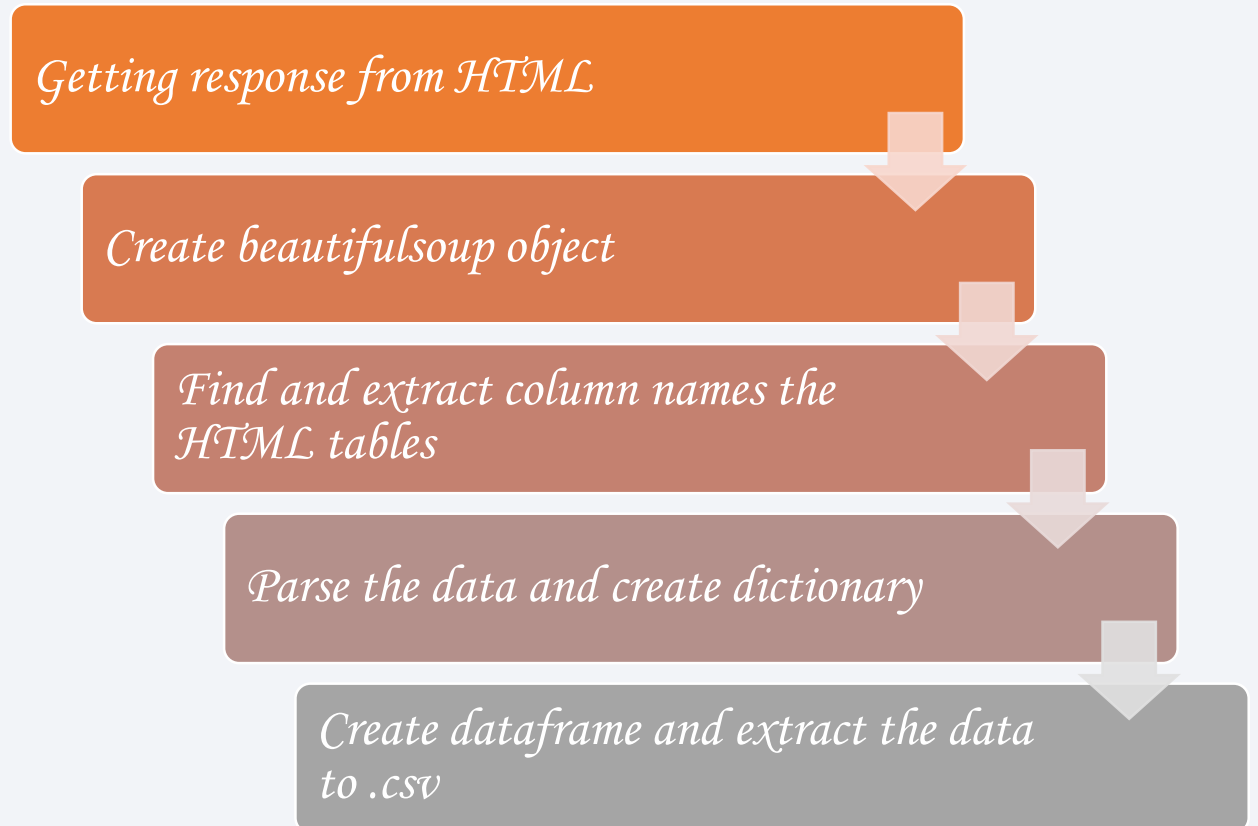 Getting response from HTML
Create beautifulsoup object
Find and extract column names the
HTML tables
Parse the data and create dictionary
Create dataframe and extract the data
to .csv